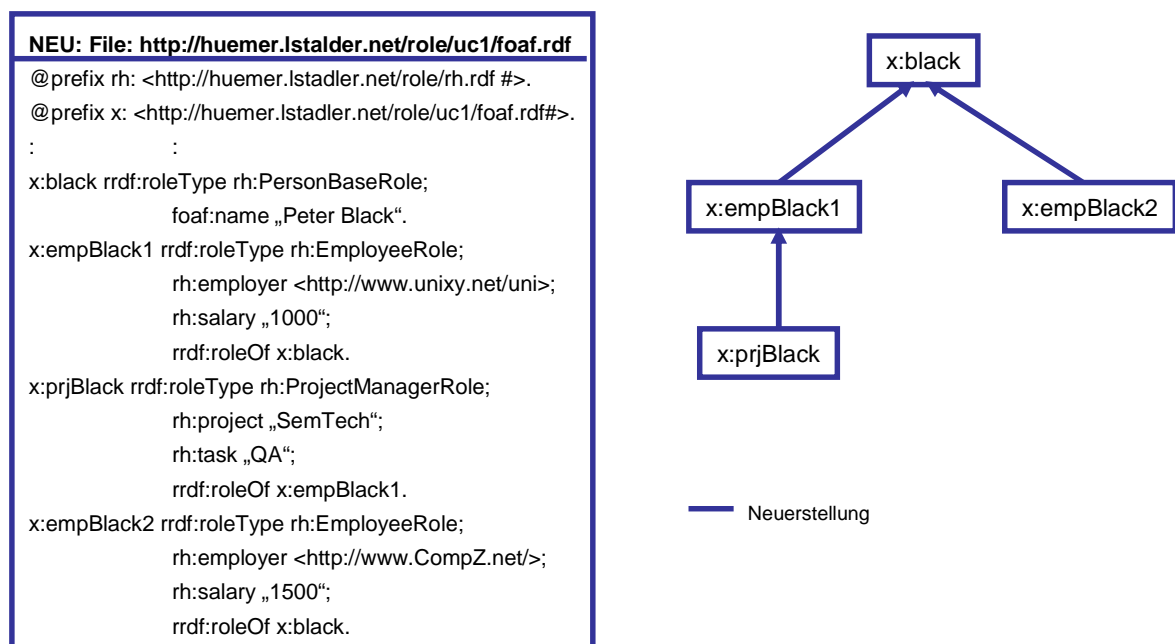 NEU: File: http://huemer.lstalder.net/role/uc1/foaf.rdf
@prefix rh: <http://huemer.lstadler.net/role/rh.rdf #>.
@prefix x: <http://huemer.lstadler.net/role/uc1/foaf.rdf#>.
: :
x:black rrdf:roleType rh:PersonBaseRole;
foaf:name „Peter Black“.
x:empBlack1 rrdf:roleType rh:EmployeeRole;
rh:employer <http://www.unixy.net/uni>;
rh:salary „1000“;
rrdf:roleOf x:black.
x:prjBlack rrdf:roleType rh:ProjectManagerRole;
rh:project „SemTech“;
rh:task „QA“;
rrdf:roleOf x:empBlack1.
x:empBlack2 rrdf:roleType rh:EmployeeRole;
rh:employer <http://www.CompZ.net/>;
rh:salary „1500“;
rrdf:roleOf x:black.
x:black
x:empBlack1
x:empBlack2
x:prjBlack
Neuerstellung